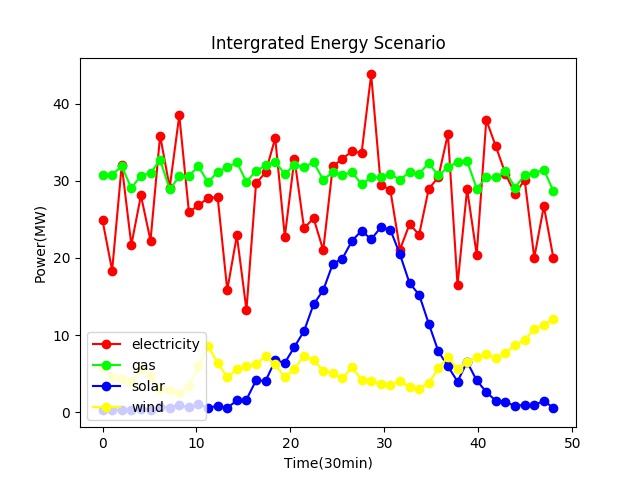 Intergrated Energy Scenario
Power(MW)
40
30
20
10
0
electricity
gas
solar
wind
0 10 20 30 40 50
Time(30min)